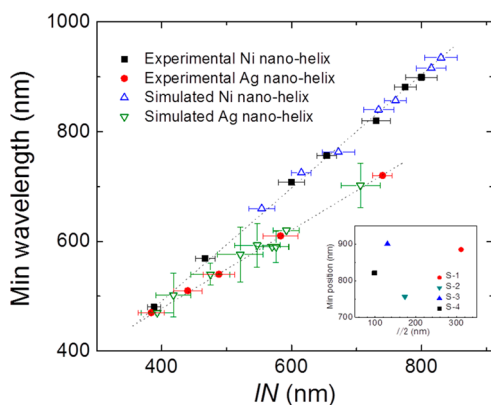 1000
800
600
400
Min wavelength (nm)
Experimental Ni nano-helix
Experimental Ag nano-helix
Simulated Ni nano-helix
Simulated Ag nano-helix
900
800
700
Min position (nm)
S-1
S-2
S-3
S-4
100 200 300
l/2 (nm)
400 600 800
lN (nm)